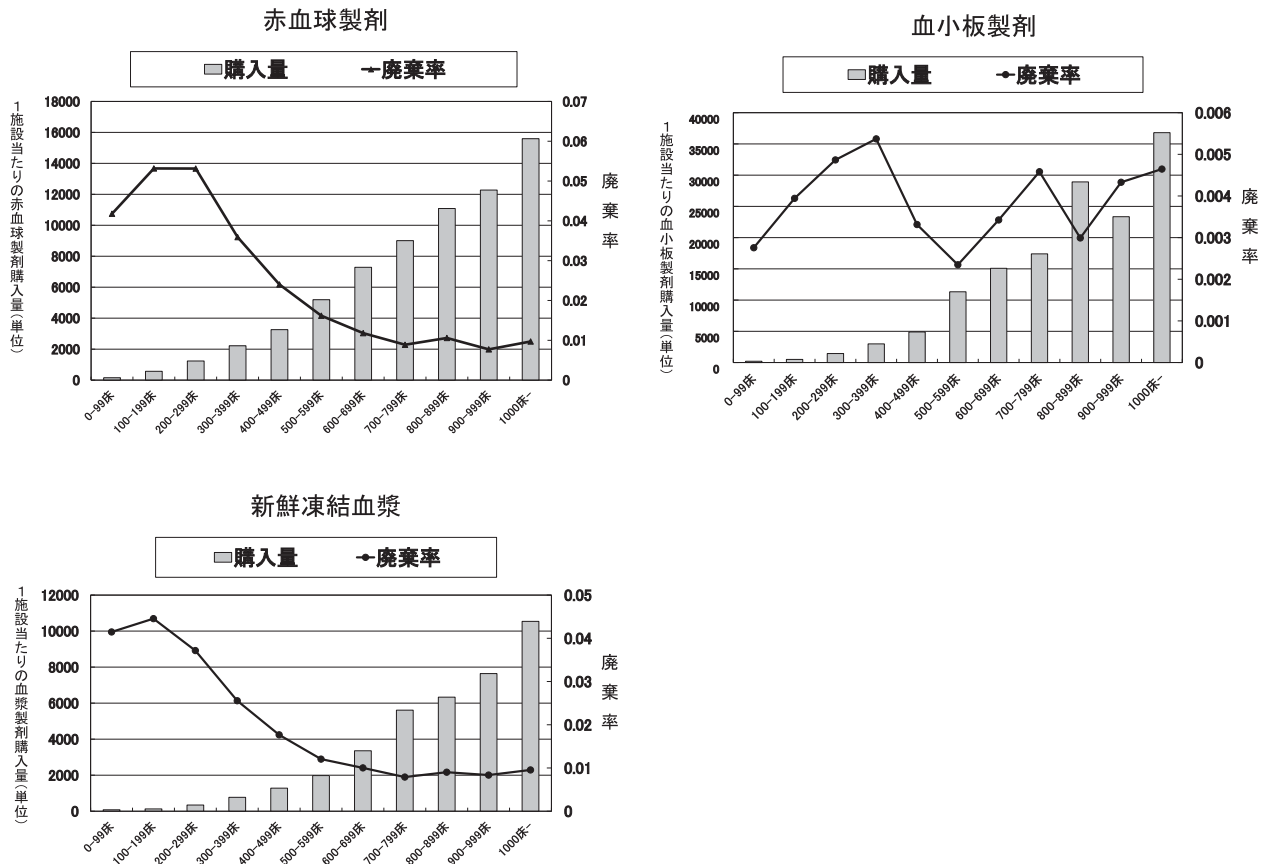 赤血球製剤
購入量 廃棄率
1施設当たりの赤血球製剤購入量(単位)
18000
16000
14000
12000
10000
8000
6000
4000
2000
0
0.07
0.06
0.05
0.04
0.03
0.02
0.01
0
廃棄率
0-99床
100-199床
200-299床
300-399床
400-499床
500-599床
600-699床
700-799床
800-899床
900-999床
1000床-
血小板製剤
購入量 廃棄率
1施設当たりの血小板製剤購入量(単位)
40000
35000
30000
25000
20000
15000
10000
5000
0
0.006
0.005
0.004
0.003
0.002
0.001
0
廃棄率
0-99床
100-199床
200-299床
300-399床
400-499床
500-599床
600-699床
700-799床
800-899床
900-999床
1000床-
新鮮凍結血漿
購入量 廃棄率
1施設当たりの血漿製剤購入量(単位)
12000
10000
8000
6000
4000
2000
0
0.05
0.04
0.03
0.02
0.01
0
廃棄率
0-99床
100-199床
200-299床
300-399床
400-499床
500-599床
600-699床
700-799床
800-899床
900-999床
1000床-